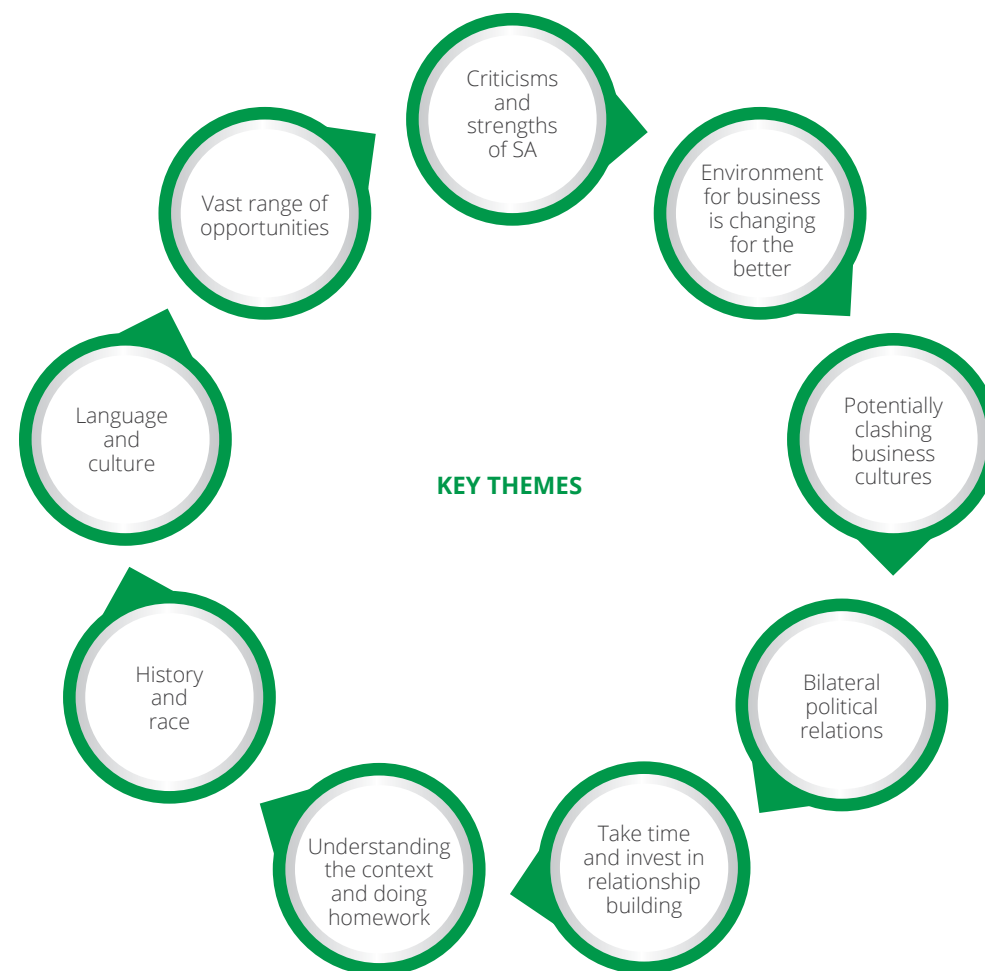 Criticisms
and
strengths
of SA
Environment
for business
is changing
for the
better
Potentially
clashing
business
cultures
Bilateral
political
relations
Take time
and invest in
relationship
building
Understanding
the context
and doing
homework
History
and
race
Language
and
culture
Vast range of
opportunities
KEY THEMES